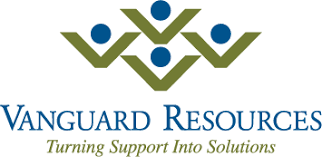 VANGUARD RESOURCES
Turning Support Into Solutions